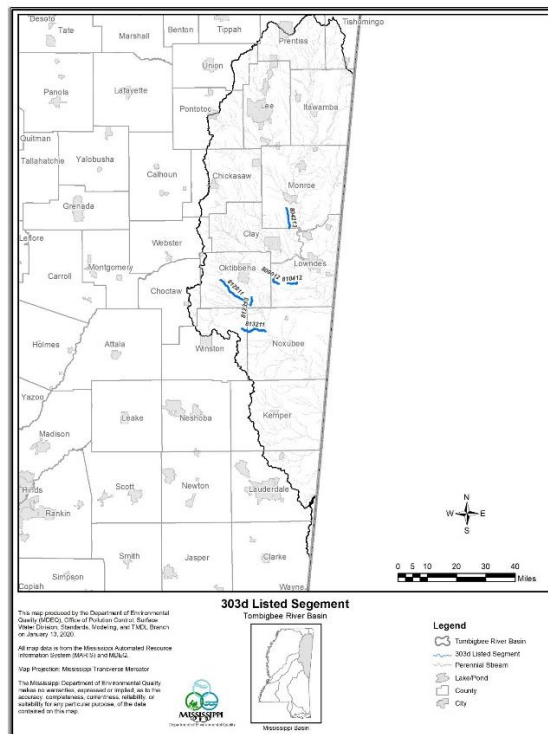 Desoto
Tate
Marshall
Benton
Tippah
Tishomingo
Prentiss
Union
Panola
Lafayette
Pontotoc
Lee
Itawamba
Quitman
Tallahatchie
Yalobusha
Calhoun
Chickasaw
Monroe
Grenada
Clay
Leflore
Webster
Oktibbeha
Lowndes
Carroll
Montgomery
Choctaw
812011
810412
813211
Holmes
Attala
Winston
Noxubee
Yazoo
Leake
Neshoba
Kemper
Madison
Hinds
Rankin
Scott
Newton
Lauderdale
Smith
Jasper
Clarke
Copiah
Simpson
Wayne
N
W E
S
0 5 10 20 30 40
Miles
303d Listed Segement
Tombigbee River Basin
This map produced by the Department of Environmental
Quality (MDEQ), Office of Pollution Control, Surface
Water Division, Standards, Modeling, and TMDL Branch
on January 13, 2020.
All map data is from the Mississippi Automated Resource
Information System (MARIS) and MDEQ.
Map Projection: Mississippi Transverse Mercator
The Mississippi Department of Environmental Quality
makes no warranties, expressed or implied, as to the
accuracy, completeness, currentness, reliability, or
suitability for any particular purpose, of the data
contained on this map.
MISSISSIPPI
Department of Environmental Quality
Mississippi Basin
Legend
Tombigbee River Basin
303d Listed Segment
Perennial Stream
Lake/Pond
County
City